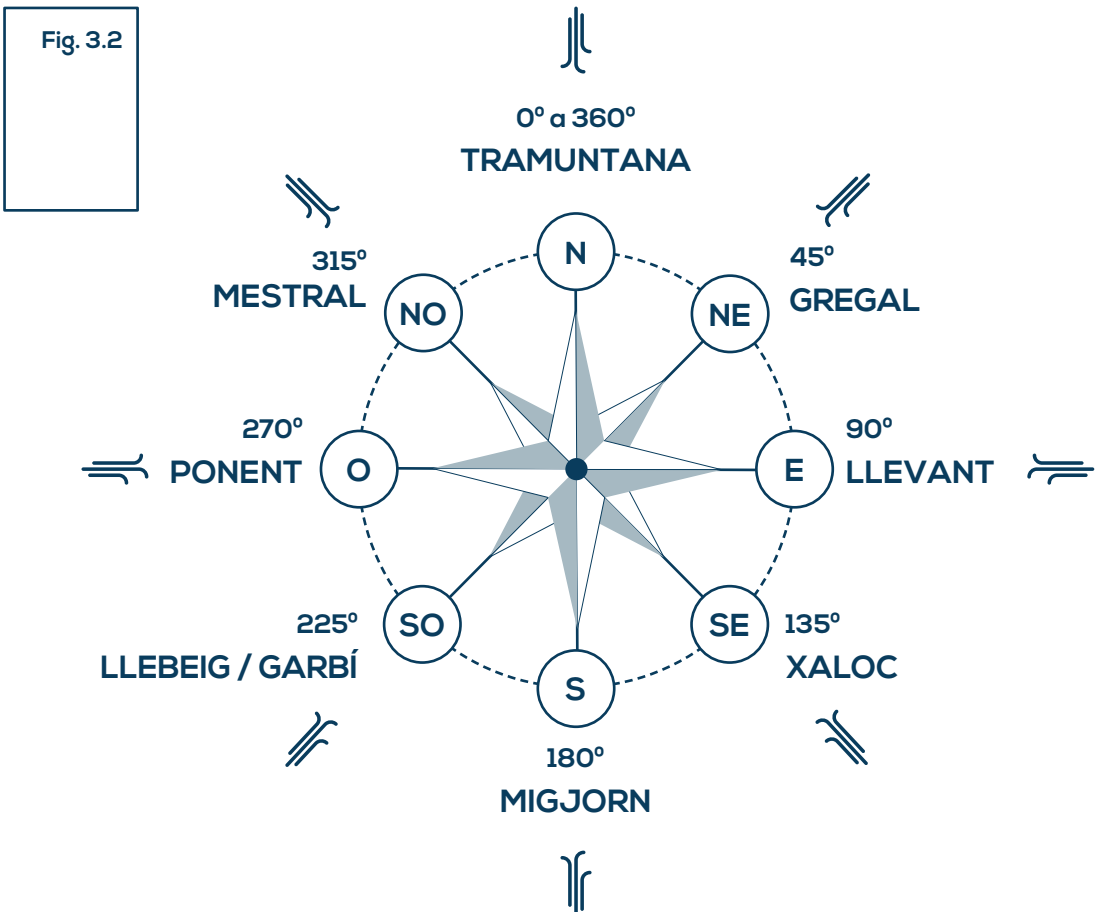 Fig. 3.2
0º a 360º
TRAMUNTANA
N
315º
MESTRAL
NO
45º
GREGAL
NE
270º
PONENT
O
90º
LLEVANT
E
225º
LLEBEIG / GARBÍ
SO
135º
XALOC
SE
S
180º
MIGJORN